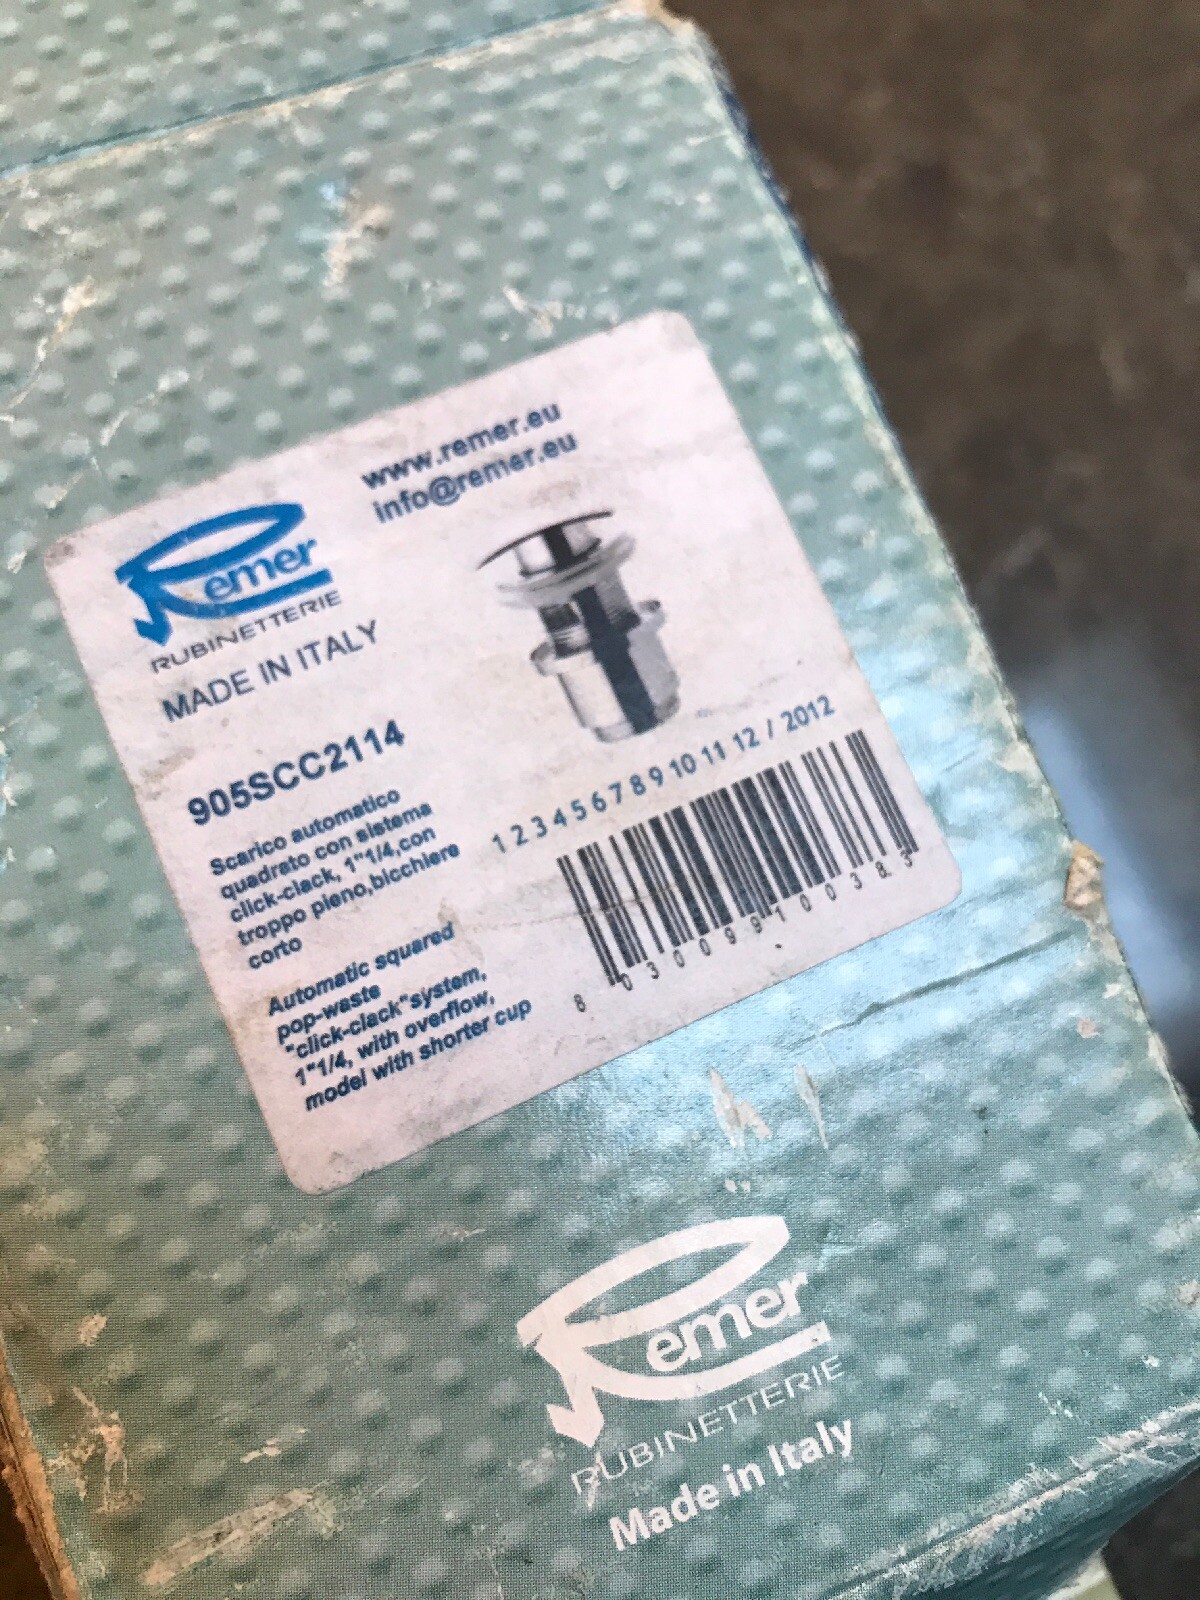 www.remer.eu
info@remer.eu
Remer
RUBINETTERIE
MADE IN ITALY
905SCC2114
Scarico automatico
quadrato con sistema
click-clack, 1"1/4,con
troppo pieno,bicchiere
corto
Automatic squared
pop-waste
"click-clack"system,
1"1/4, with overflow,
model with shorter cup
1 2 3 4 5 6 7 8 9 10 11 12 / 2012
8 030099 100383
Remer
RUBINETTERIE
Made in Italy